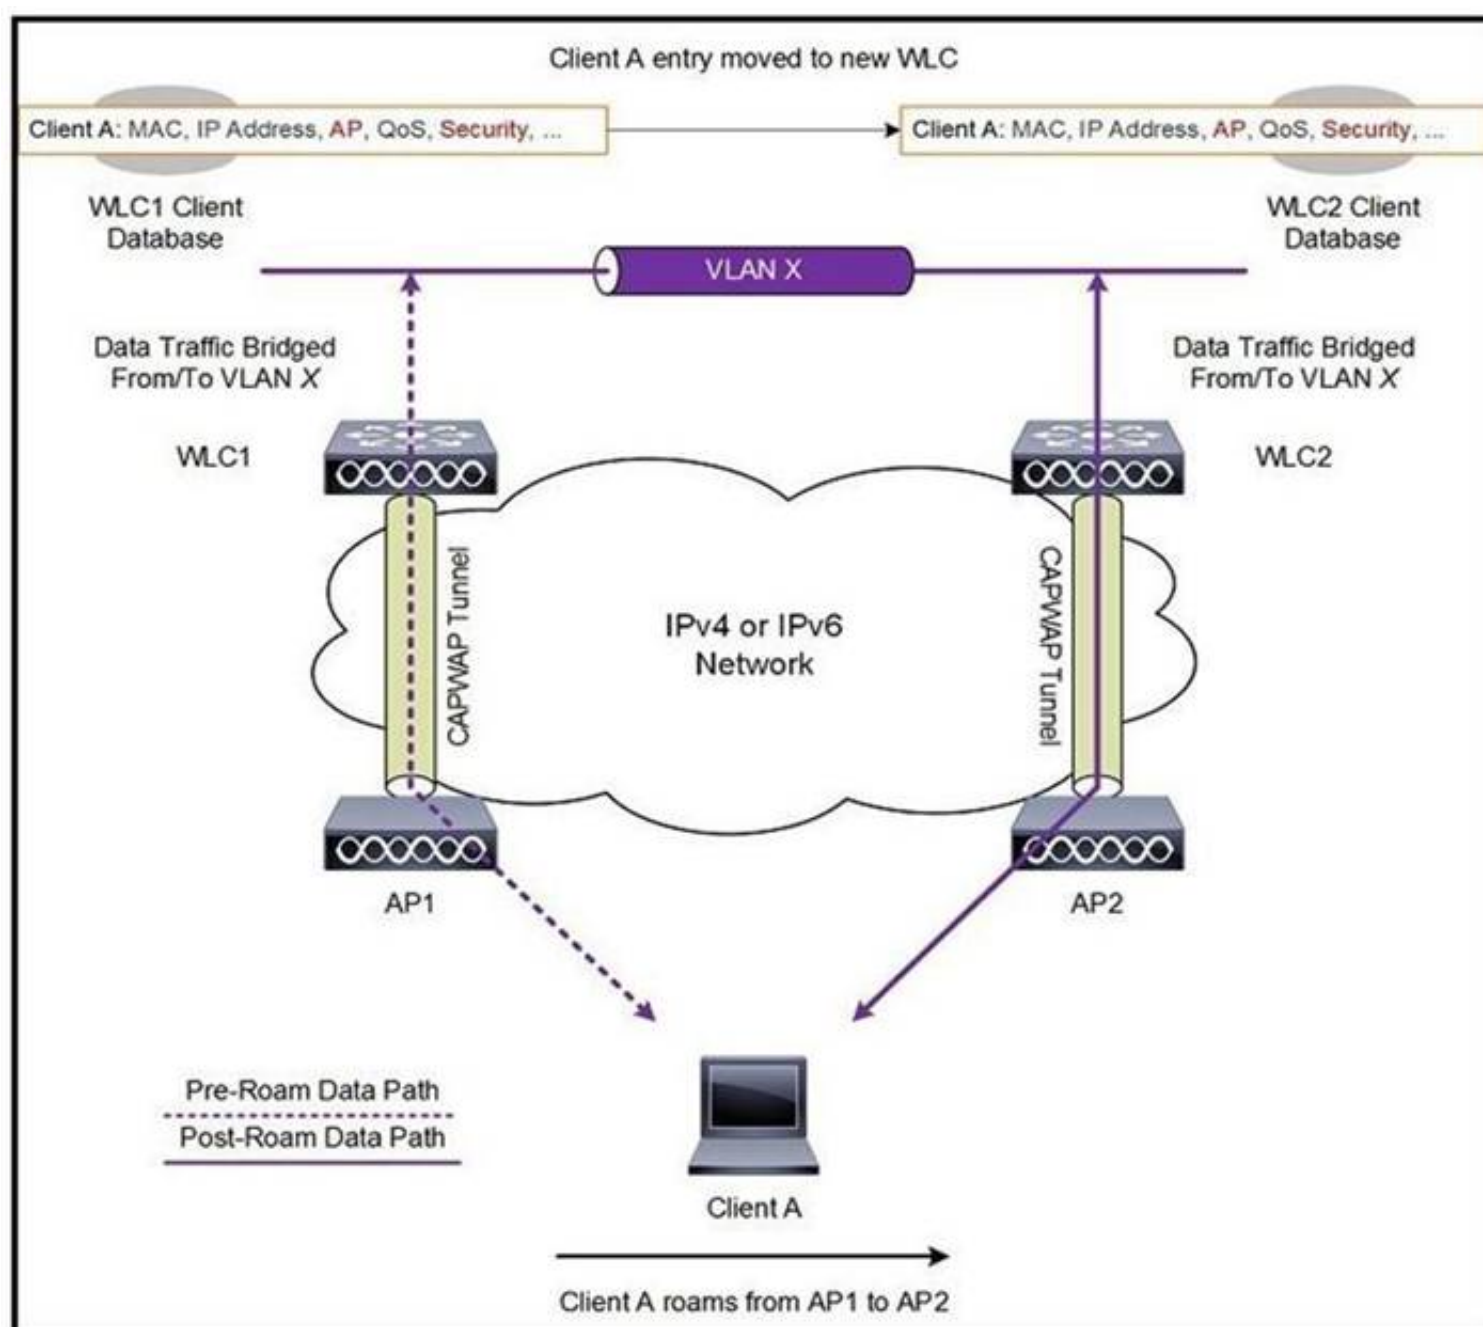 Client A entry moved to new WLC
Client A: MAC, IP Address, AP, QoS, Security, ...
Client A: MAC, IP Address, AP, QoS, Security, ...
WLC1 Client
Database
WLC2 Client
Database
VLAN X
Data Traffic Bridged
From/To VLAN X
Data Traffic Bridged
From/To VLAN X
WLC1
WLC2
CAPWAP Tunnel
IPv4 or IPv6
Network
CAPWAP Tunnel
AP1
AP2
Pre-Roam Data Path
Post-Roam Data Path
Client A
Client A roams from AP1 to AP2